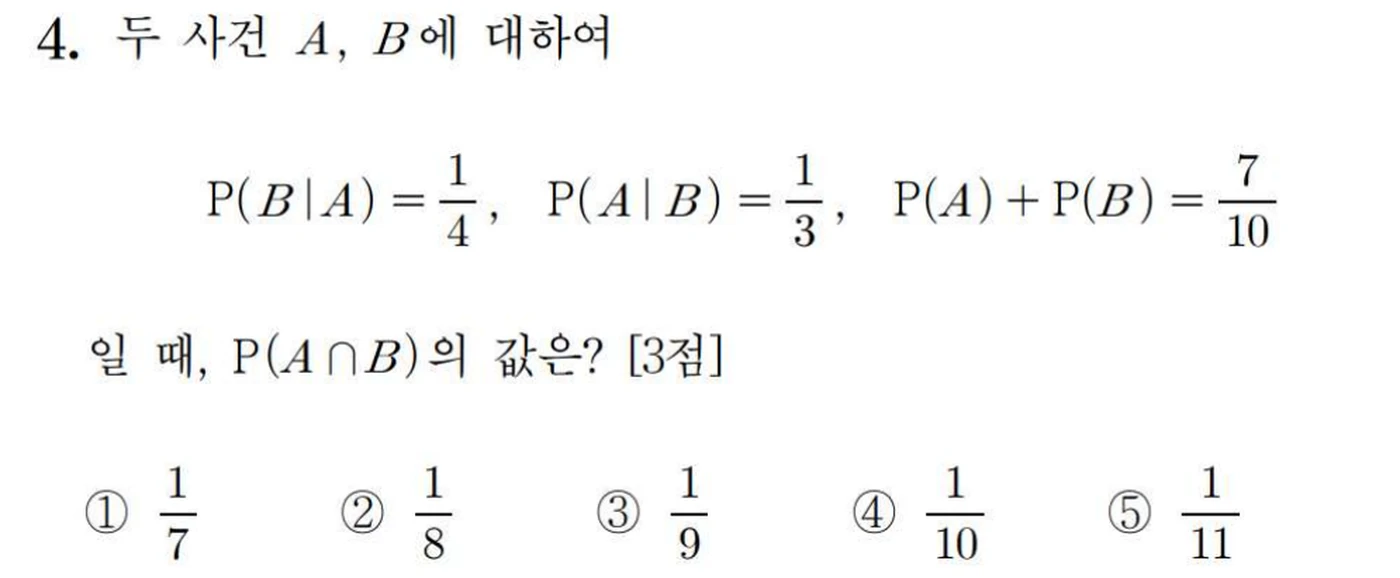 4. 두 사건 A, B에 대하여
P(B|A) = 1/4, P(A|B) = 1/3, P(A) + P(B) = 7/10
일 때, P(A∩B)의 값은? [3점]
① 1/7 ② 1/8 ③ 1/9 ④ 1/10 ⑤ 1/11